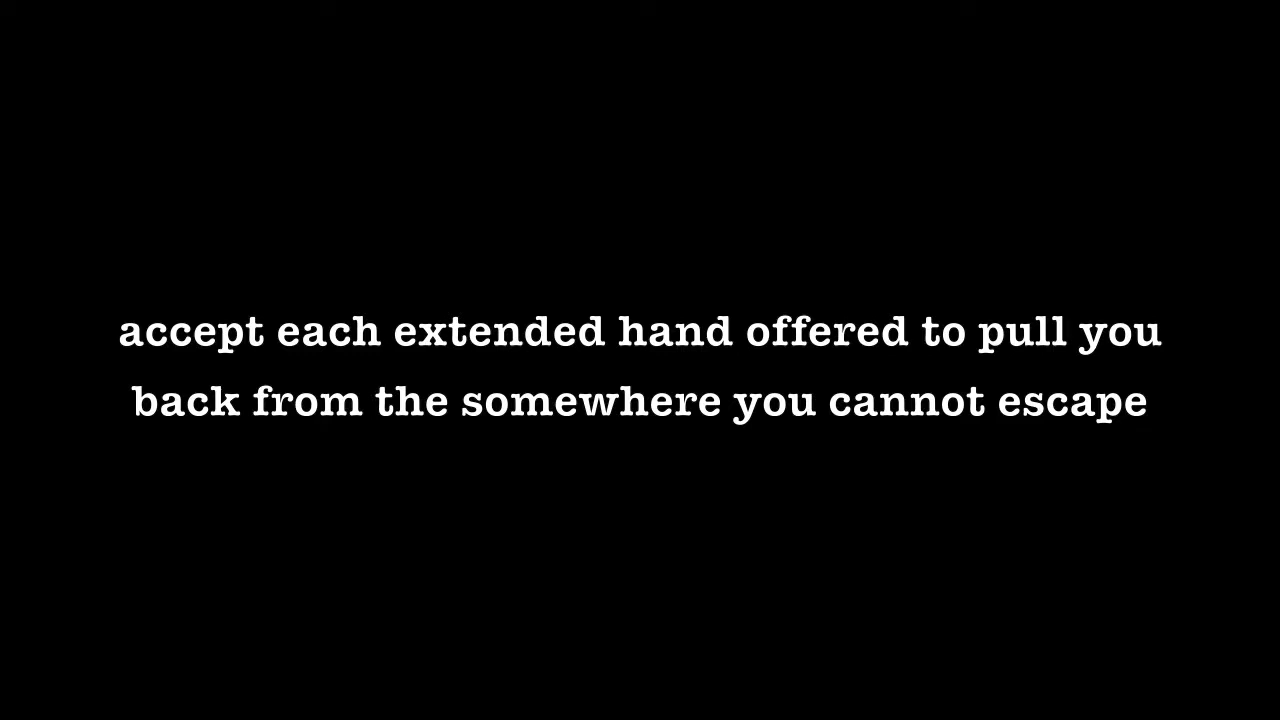 accept each extended hand offered to pull you
back from the somewhere you cannot escape